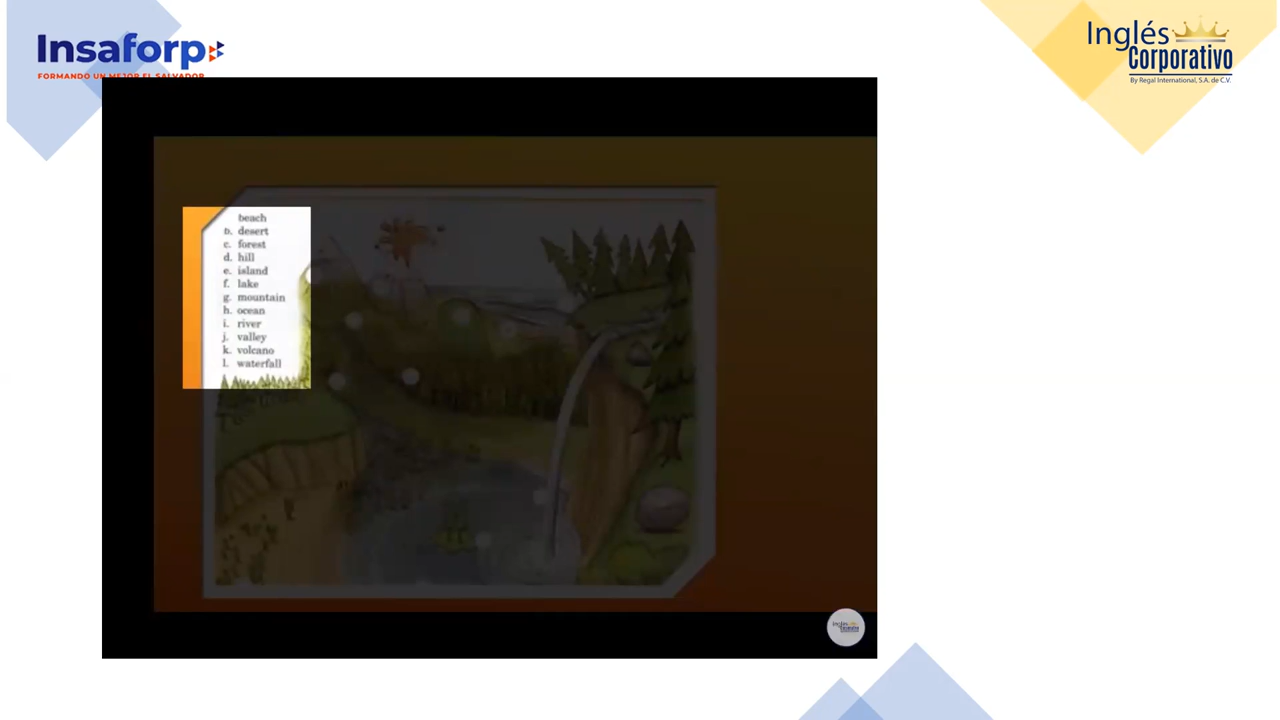 Insaforp
FORMANDO UN MEJOR EL SALVADOR
Inglés
Corporativo
By Regal International, S.A. de C.V.
beach
b. desert
c. forest
d. hill
e. island
f. lake
g. mountain
h. ocean
i. river
j. valley
k. volcano
l. waterfall